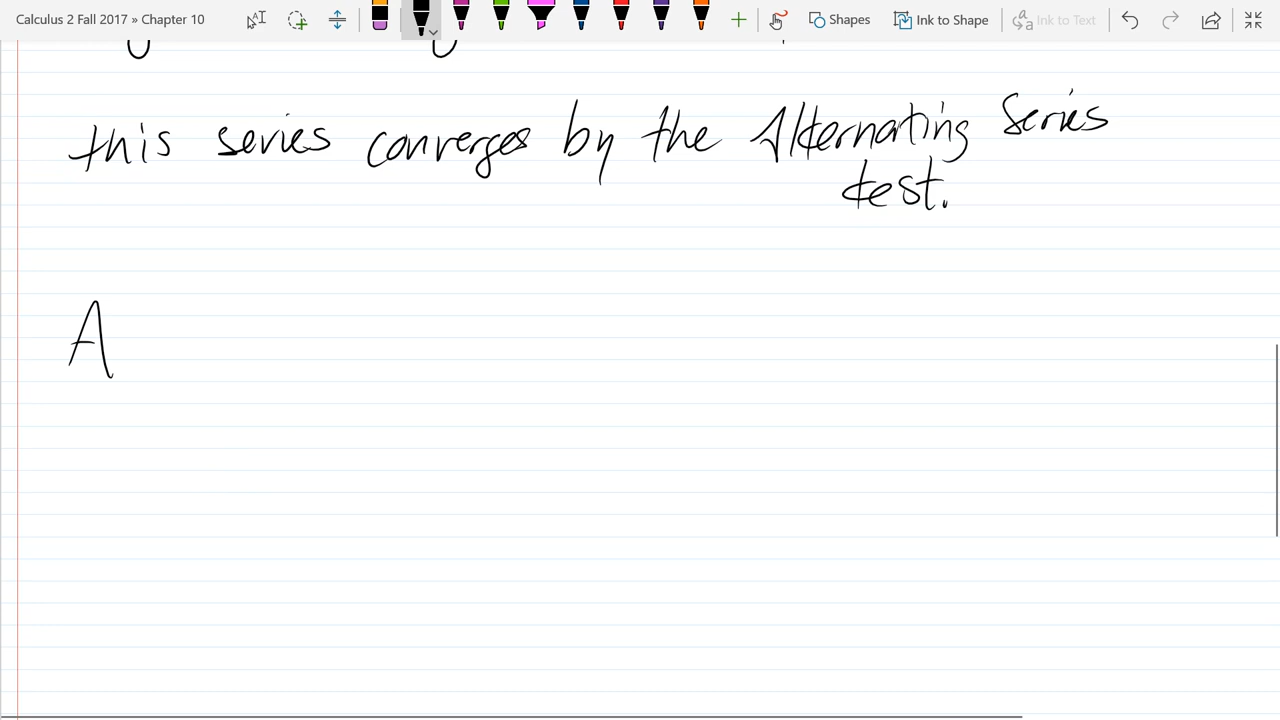 Calculus 2 Fall 2017 » Chapter 10
Shapes
Ink to Shape
Ink to Text
this series converges by the Alternating Series
test.
A